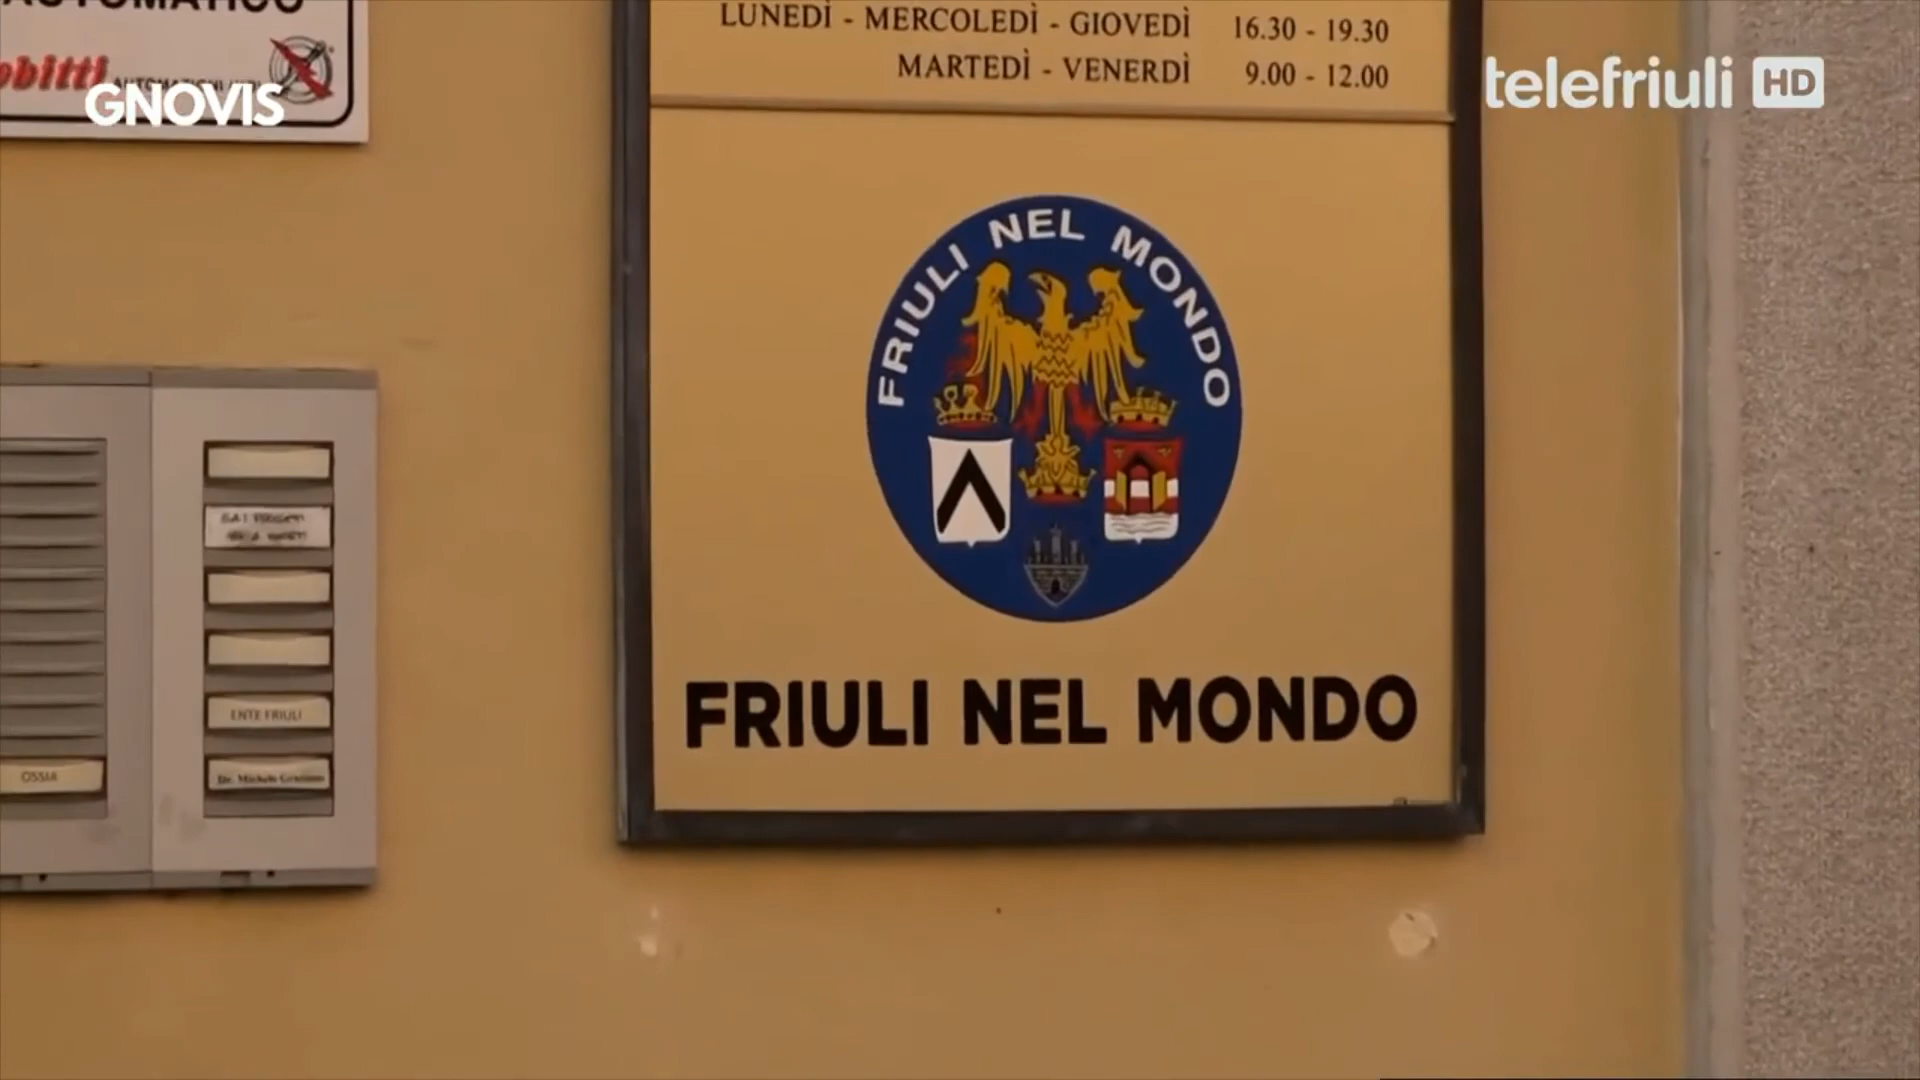 AUTOMATICO
GNOVIS
LUNEDÌ - MERCOLEDÌ - GIOVEDÌ 16.30 - 19.30
MARTEDÌ - VENERDÌ 9.00 - 12.00
telefriuli HD
FRIULI NEL MONDO
FRIULI NEL MONDO
ENTE FRIULI
OSSIA